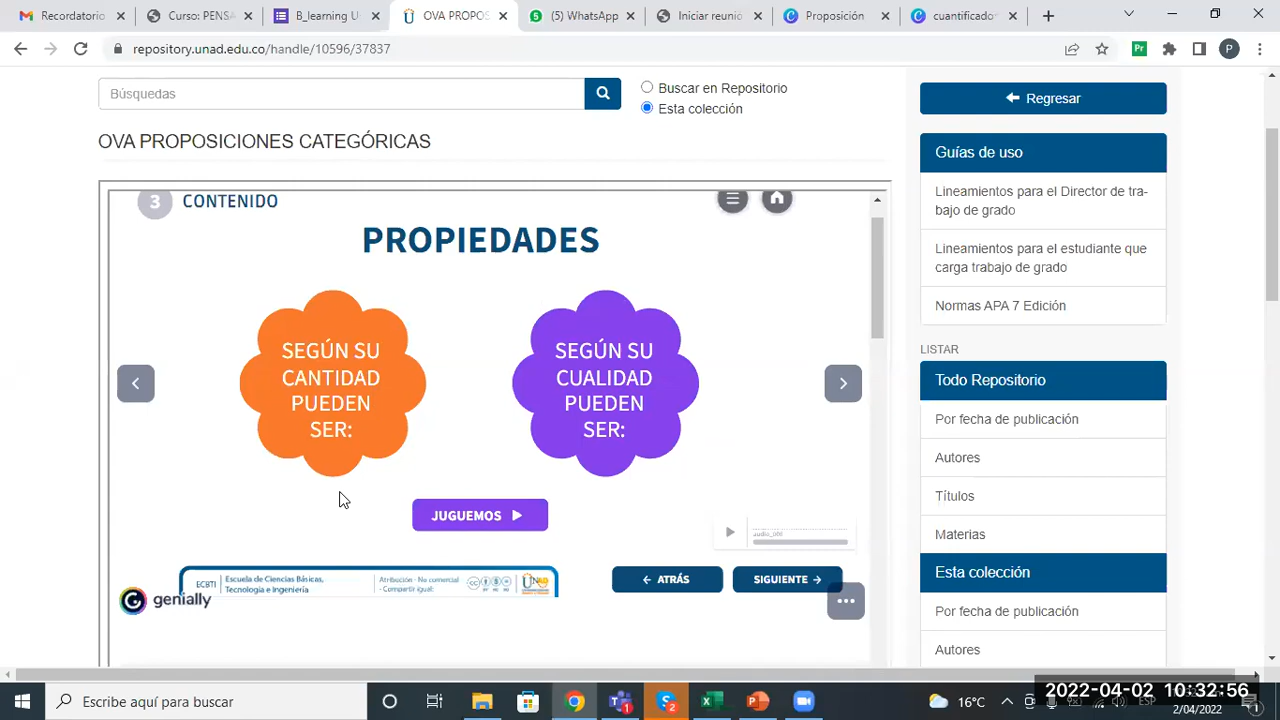 Recordatorio
Curso: PENSA
B_learning U
OVA PROPOS
(WhatsApp
Iniciar reunio
Proposición
cuantificado
repository.unad.edu.co/handle/10596/37837
P
Búsquedas
Buscar en Repositorio
Esta colección
OVA PROPOSICIONES CATEGÓRICAS
3 CONTENIDO
PROPIEDADES
SEGÚN SU
CANTIDAD
PUEDEN
SER:
SEGÚN SU
CUALIDAD
PUEDEN
SER:
JUGUEMOS
ECBTI
Escuela de Ciencias Básicas,
Tecnología e Ingeniería
Atribución - No comercial
- Compartir igual:
ATRÁS
SIGUIENTE
genially
Regresar
Guías de uso
Lineamientos para el Director de tra-
bajo de grado
Lineamientos para el estudiante que
carga trabajo de grado
Normas APA 7 Edición
LISTAR
Todo Repositorio
Por fecha de publicación
Autores
Títulos
Materias
Esta colección
Por fecha de publicación
Autores
Escribe aquí para buscar
16°C
ESP
2022-04-02 10:32:56
2/04/2022